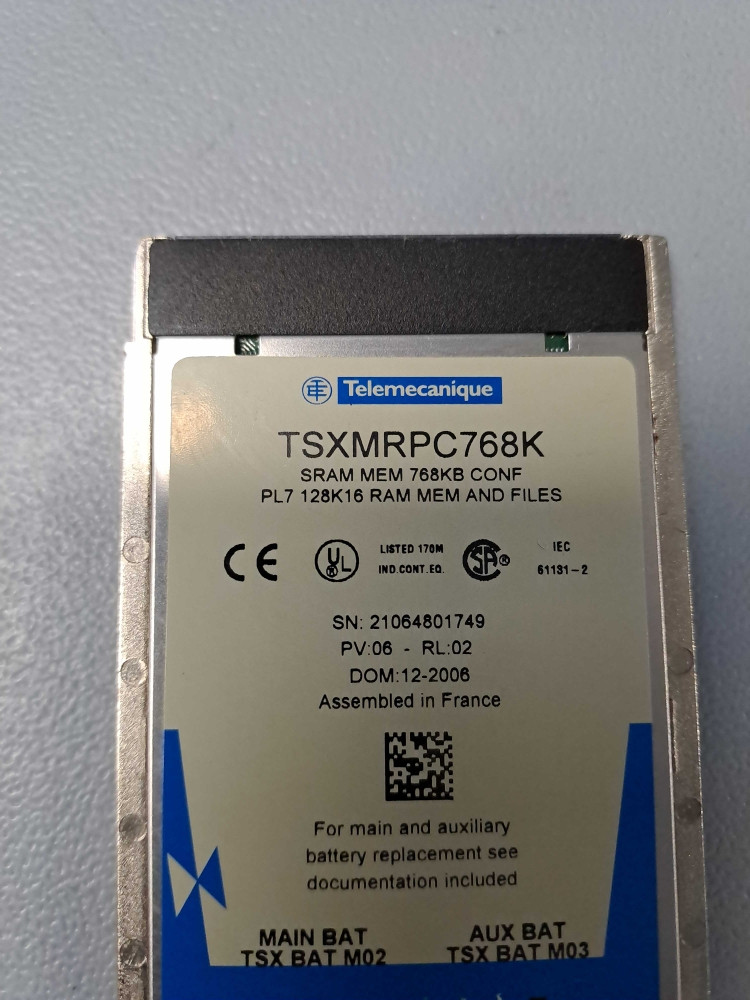 Telemecanique
TSXMRPC768K
SRAM MEM 768KB CONF
PL7 128K16 RAM MEM AND FILES
CE UL LISTED 170M IND.CONT.EQ. SA® IEC 61131-2
SN: 21064801749
PV:06 - RL:02
DOM:12-2006
Assembled in France
For main and auxiliary
battery replacement see
documentation included
MAIN BAT AUX BAT
TSX BAT M02 TSX BAT M03